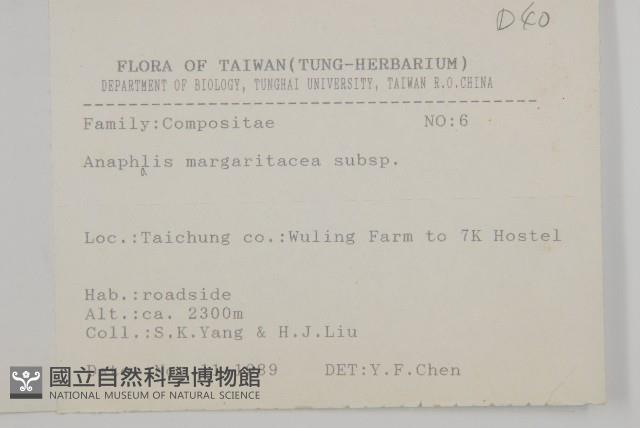 D40
FLORA OF TAIWAN(TUNG-HERBARIUM)
DEPARTMENT OF BIOLOGY, TUNGHAI UNIVERSITY, TAIWAN R.O.CHINA
Family:Compositae NO:6
Anaphlis margaritacea subsp.
a
Loc.:Taichung co.:Wuling Farm to 7K Hostel
Hab.:roadside
Alt.:ca. 2300m
Coll.:S.K.Yang & H.J.Liu
DET:Y.F.Chen
國立自然科學博物館
NATIONAL MUSEUM OF NATURAL SCIENCE